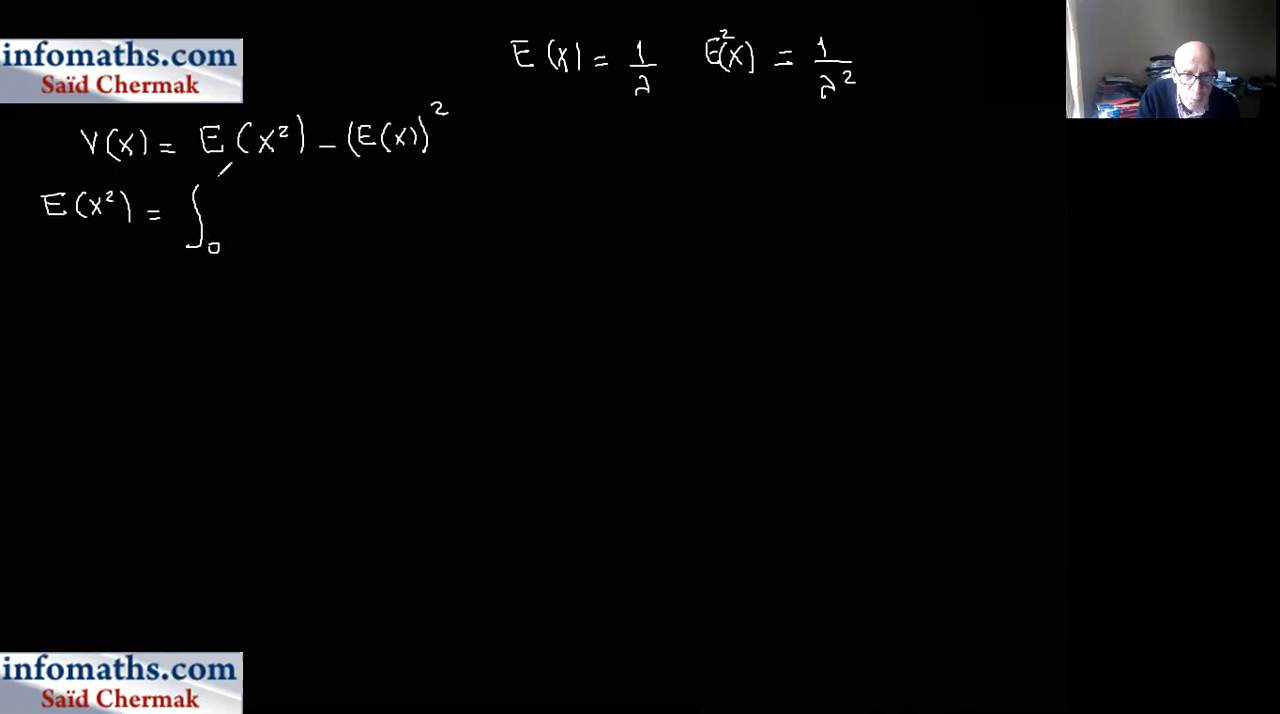 infomaths.com
Saïd Chermak
E(X) = 1/λ    E²(X) = 1/λ²
V(X) = E(X²) - (E(X))²
E(X²) = ∫₀
infomaths.com
Saïd Chermak